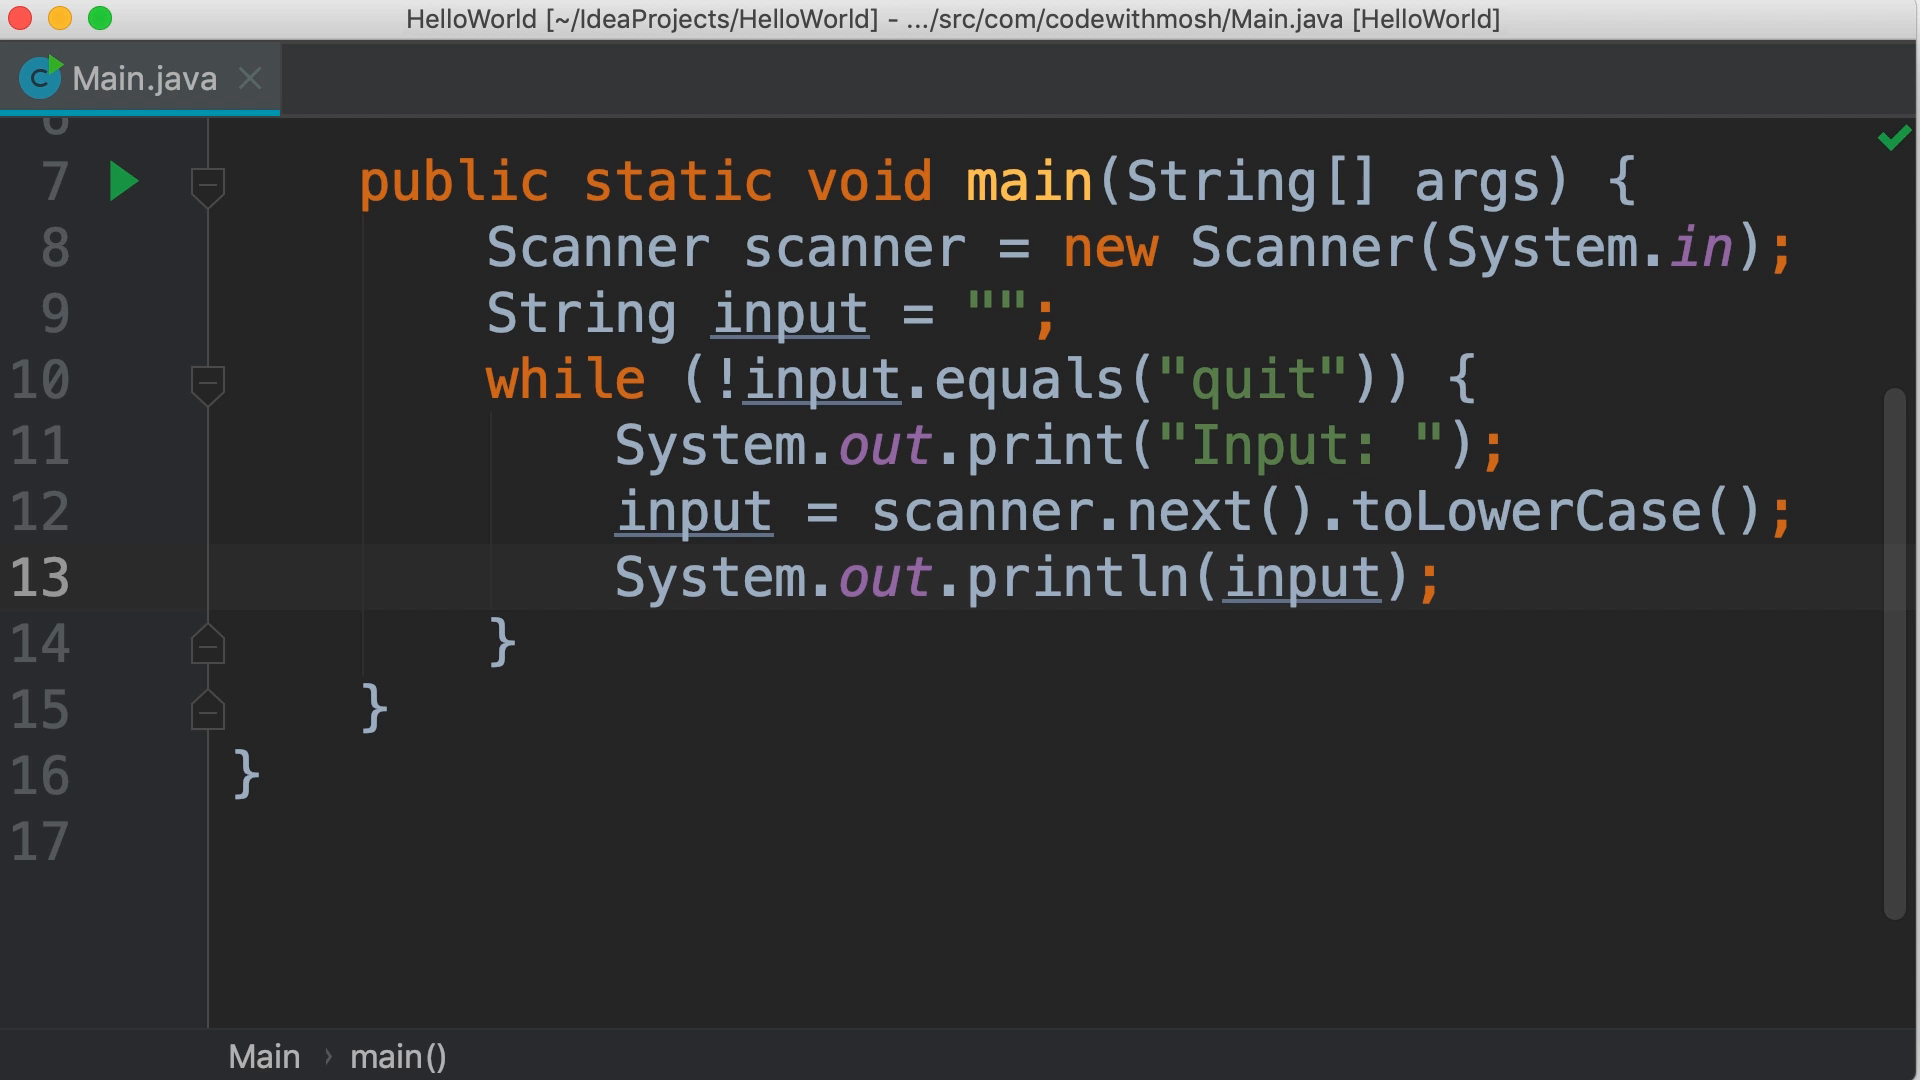 HelloWorld [~/IdeaProjects/HelloWorld] - .../src/com/codewithmosh/Main.java [HelloWorld]
Main.java
7 public static void main(String[] args) {
8 Scanner scanner = new Scanner(System.in);
9 String input = "";
10 while (!input.equals("quit")) {
11 System.out.print("Input: ");
12 input = scanner.next().toLowerCase();
13 System.out.println(input);
14 }
15 }
16 }
17
Main › main()